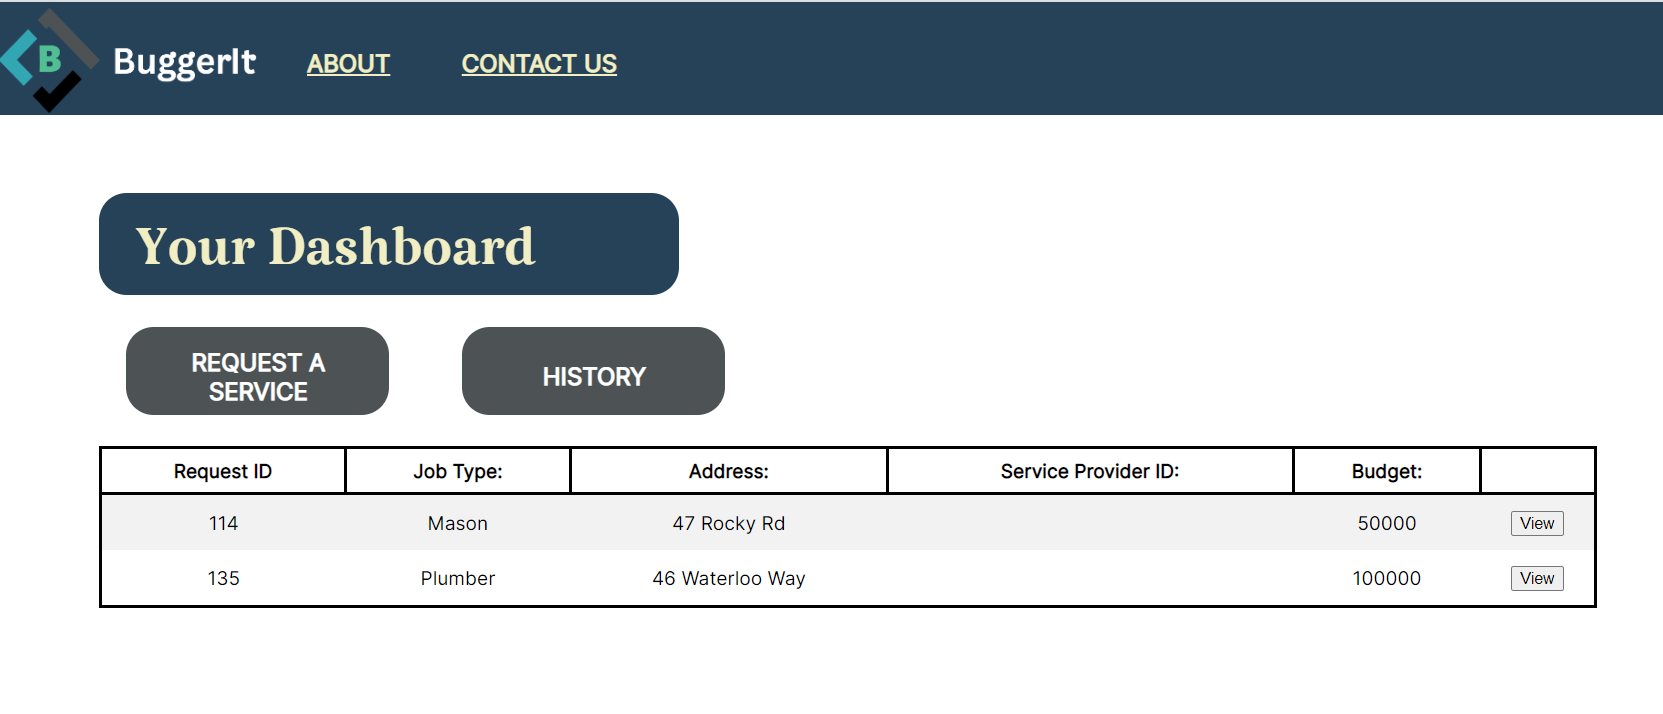 B BuggerIt ABOUT CONTACT US
Your Dashboard
REQUEST A
SERVICE
HISTORY
Request ID Job Type: Address: Service Provider ID: Budget:
114 Mason 47 Rocky Rd 50000 View
135 Plumber 46 Waterloo Way 100000 View